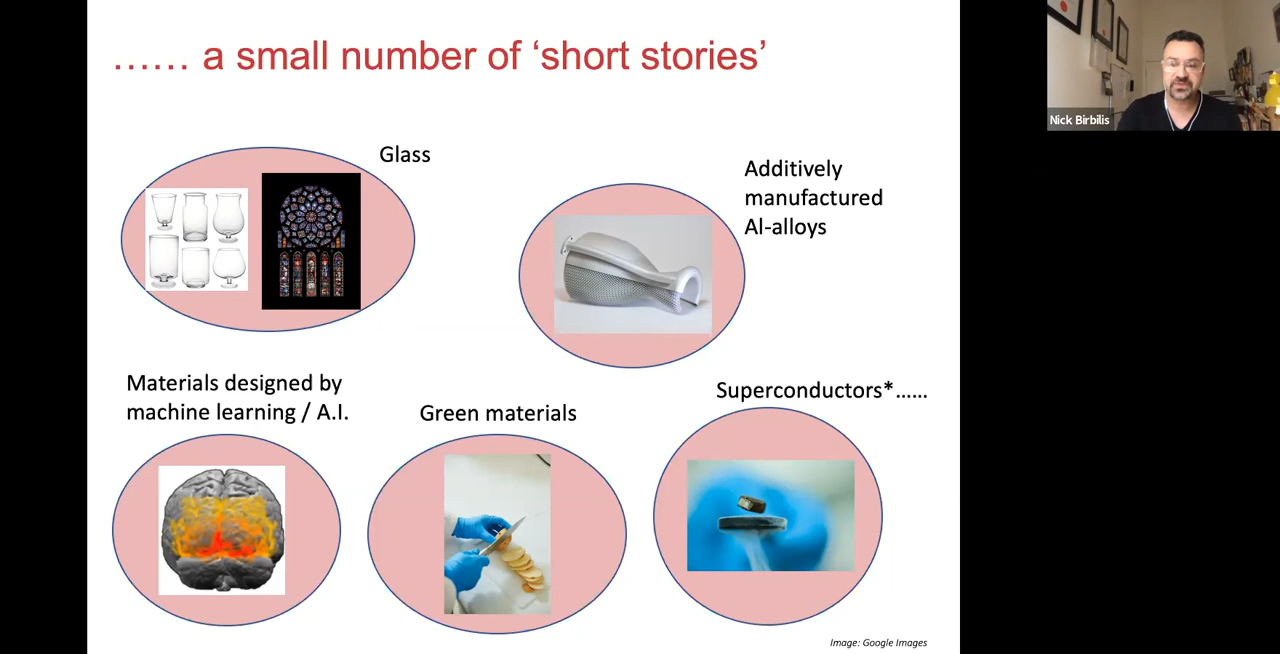 …… a small number of ‘short stories’
Nick Birbilis
Glass
Additively
manufactured
Al-alloys
Materials designed by
machine learning / A.I.
Green materials
Superconductors*……
Image: Google Images